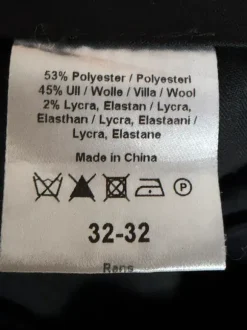 53% Polyester / Polyesteri
45% Ull / Wolle / Villa / Wool
2% Lycra, Elastan / Lycra,
Elasthan / Lycra, Elastaani /
Lycra, Elastane
Made in China
P
32-32